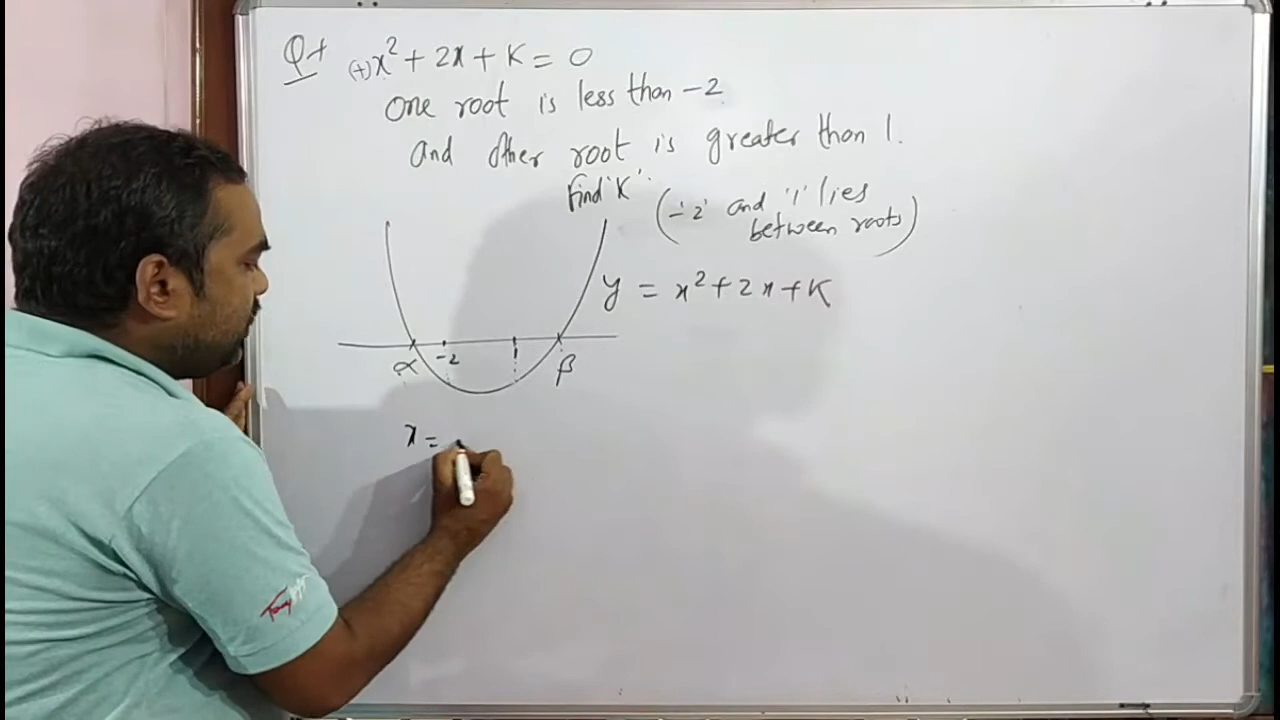 Q+ (+)x² + 2x + K = 0
One root is less than -2
and other root is greater than 1.
Find 'K'.
('-2' and '1' lies
between roots)
y = x² + 2x + K
α -2 1 β
x =